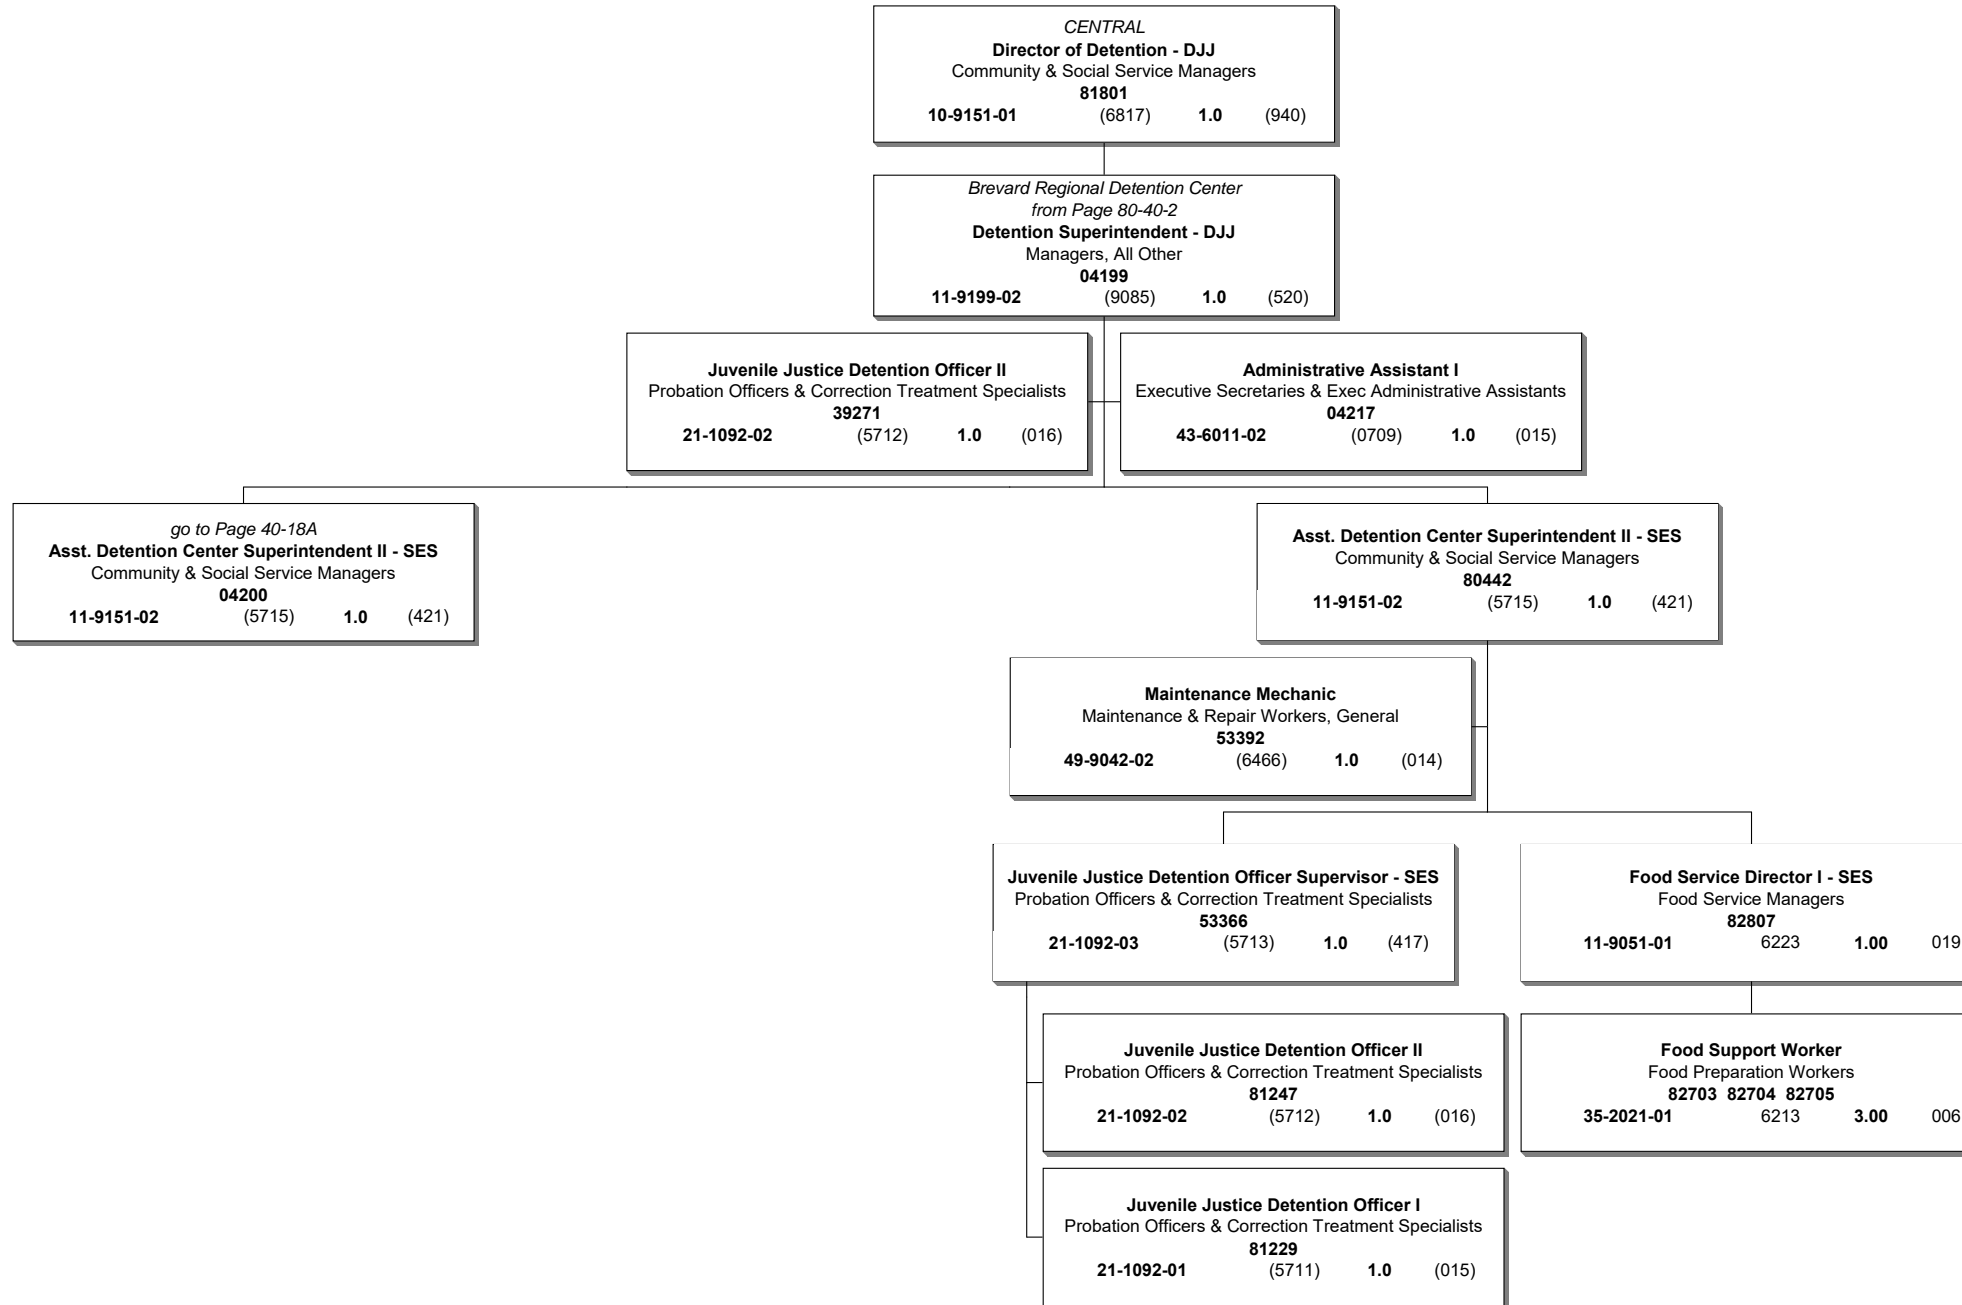 CENTRAL
Director of Detention - DJJ
Community & Social Service Managers
81801
10-9151-01 (6817) 1.0 (940)
Brevard Regional Detention Center
from Page 80-40-2
Detention Superintendent - DJJ
Managers, All Other
04199
11-9199-02 (9085) 1.0 (520)
Juvenile Justice Detention Officer II
Probation Officers & Correction Treatment Specialists
39271
21-1092-02 (5712) 1.0 (016)
Administrative Assistant I
Executive Secretaries & Exec Administrative Assistants
04217
43-6011-02 (0709) 1.0 (015)
go to Page 40-18A
Asst. Detention Center Superintendent II - SES
Community & Social Service Managers
04200
11-9151-02 (5715) 1.0 (421)
Asst. Detention Center Superintendent II - SES
Community & Social Service Managers
80442
11-9151-02 (5715) 1.0 (421)
Maintenance Mechanic
Maintenance & Repair Workers, General
53392
49-9042-02 (6466) 1.0 (014)
Juvenile Justice Detention Officer Supervisor - SES
Probation Officers & Correction Treatment Specialists
53366
21-1092-03 (5713) 1.0 (417)
Food Service Director I - SES
Food Service Managers
82807
11-9051-01 6223 1.00 019
Juvenile Justice Detention Officer II
Probation Officers & Correction Treatment Specialists
81247
21-1092-02 (5712) 1.0 (016)
Food Support Worker
Food Preparation Workers
82703 82704 82705
35-2021-01 6213 3.00 006
Juvenile Justice Detention Officer I
Probation Officers & Correction Treatment Specialists
81229
21-1092-01 (5711) 1.0 (015)